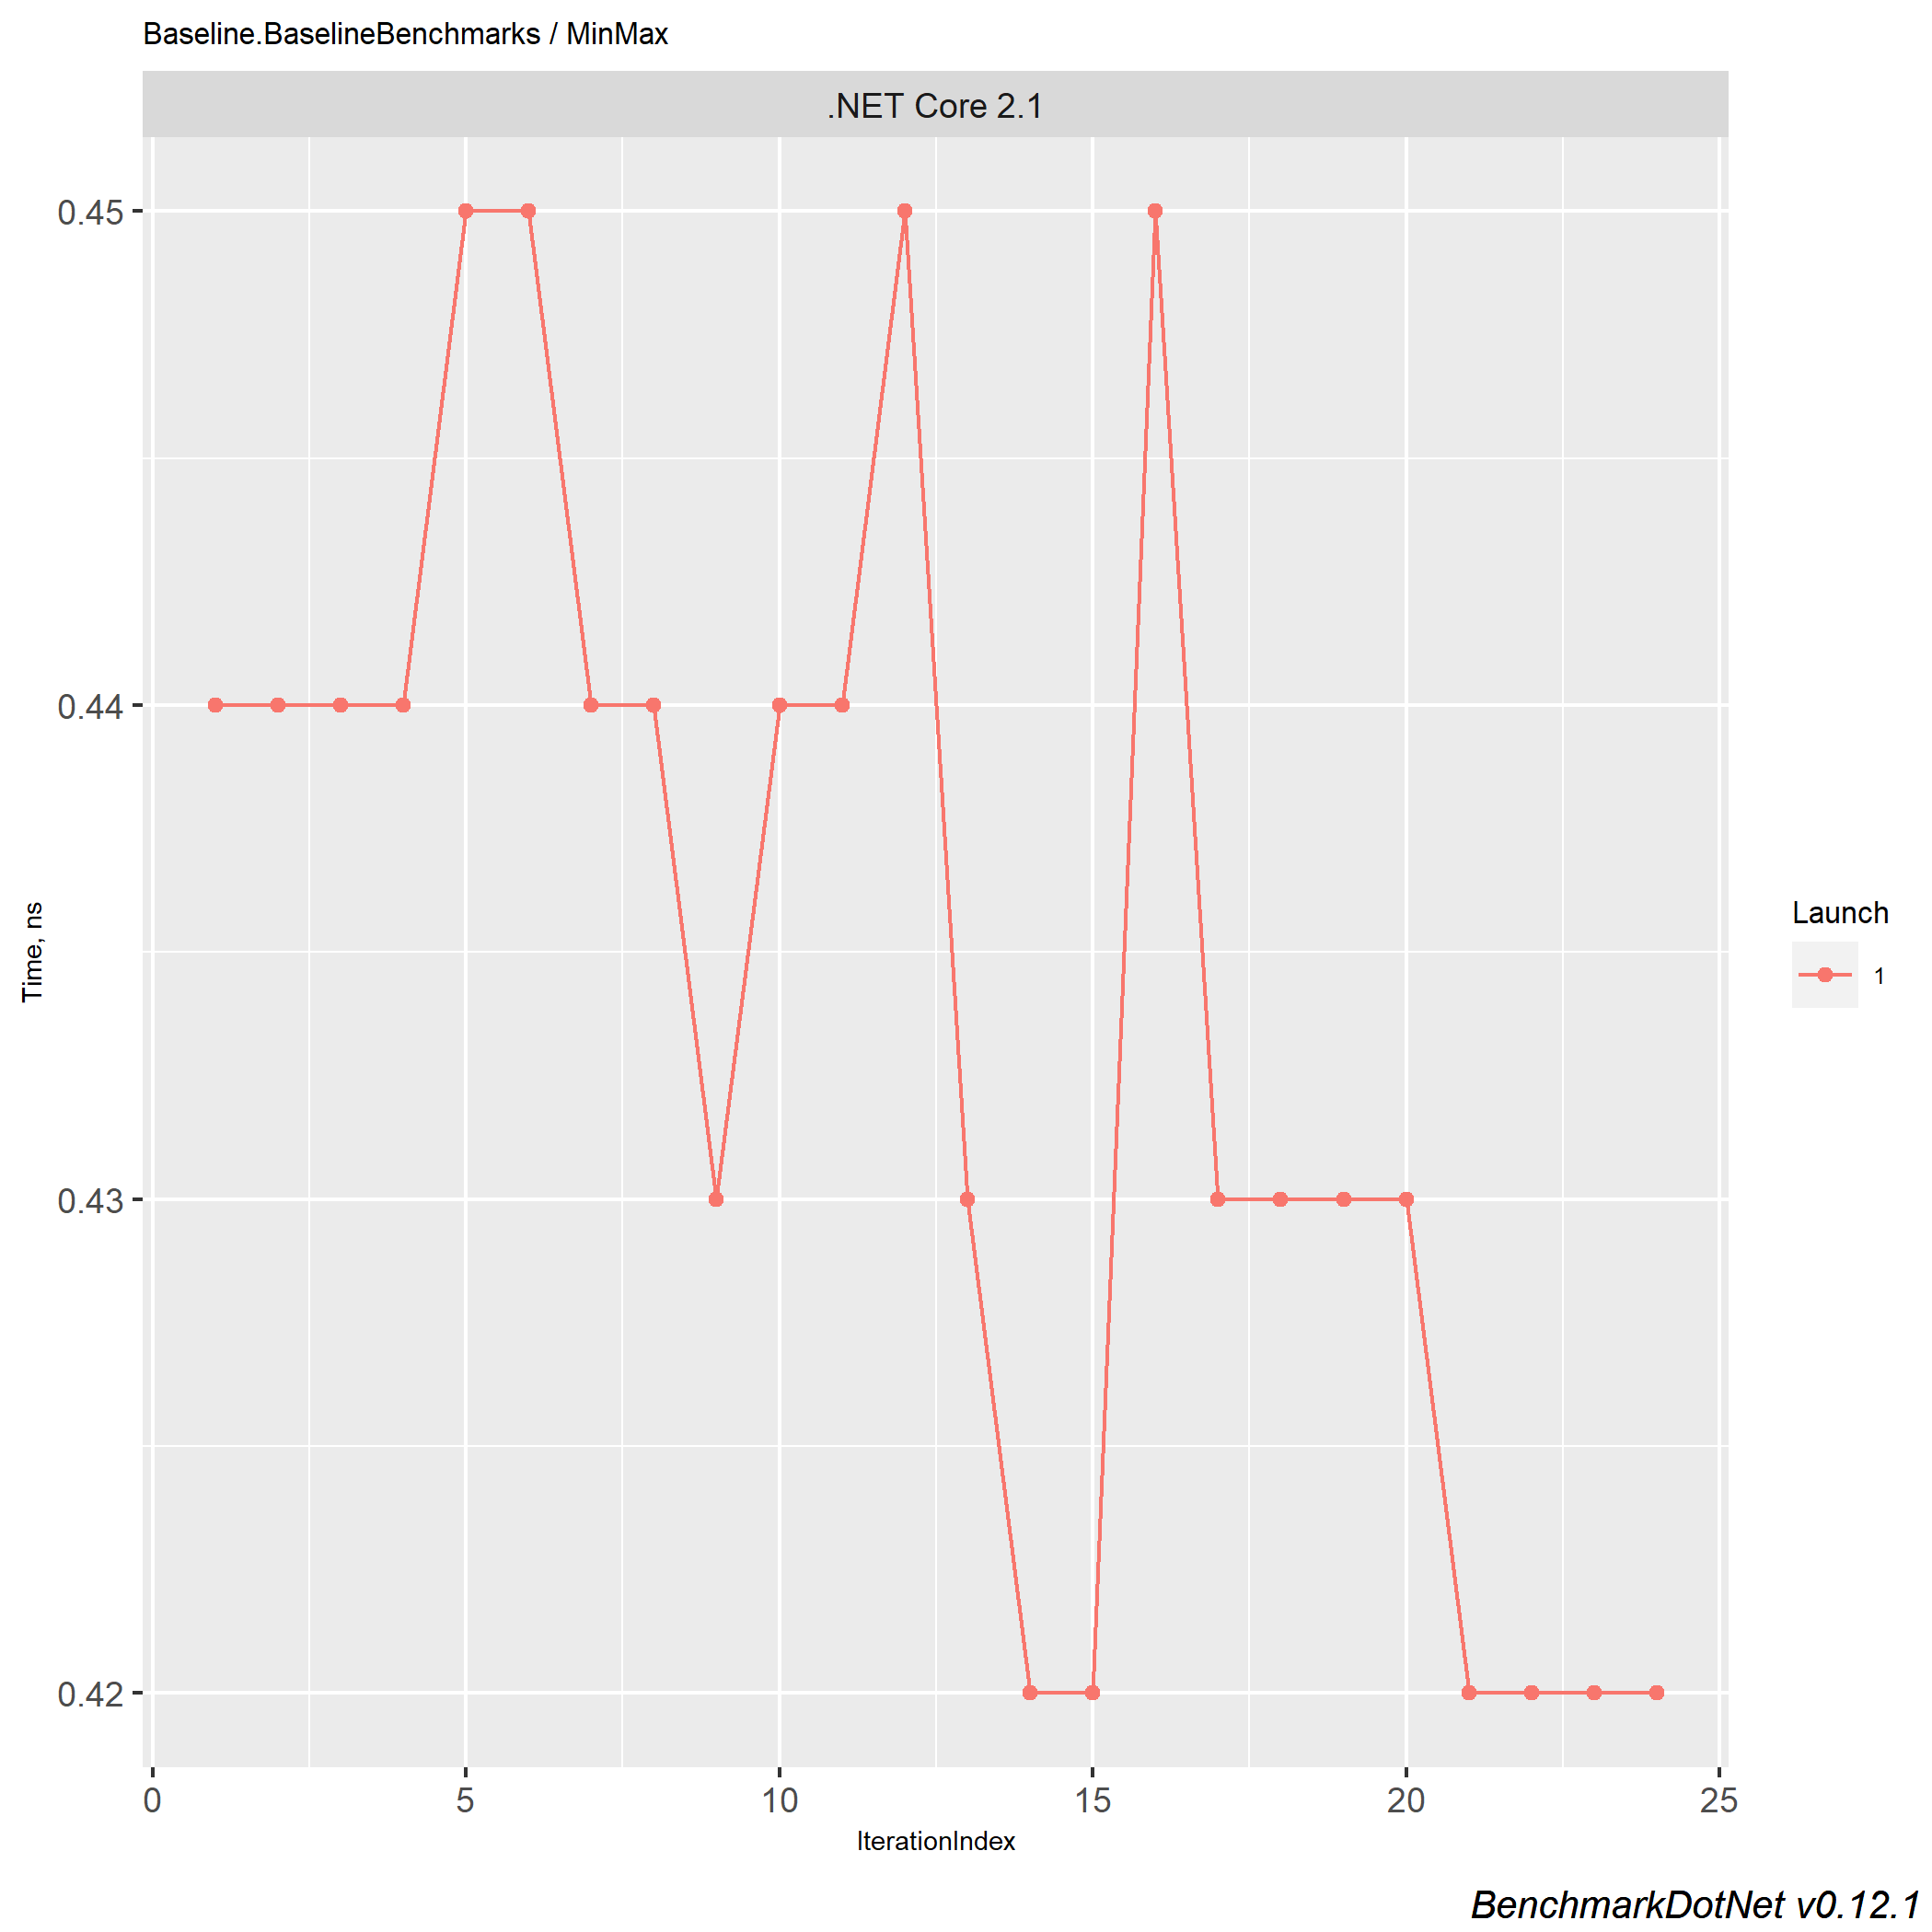 Baseline.BaselineBenchmarks / MinMax
.NET Core 2.1
0.45
0.44
0.43
0.42
Time, ns
0 5 10 15 20 25
IterationIndex
Launch
1
BenchmarkDotNet v0.12.1